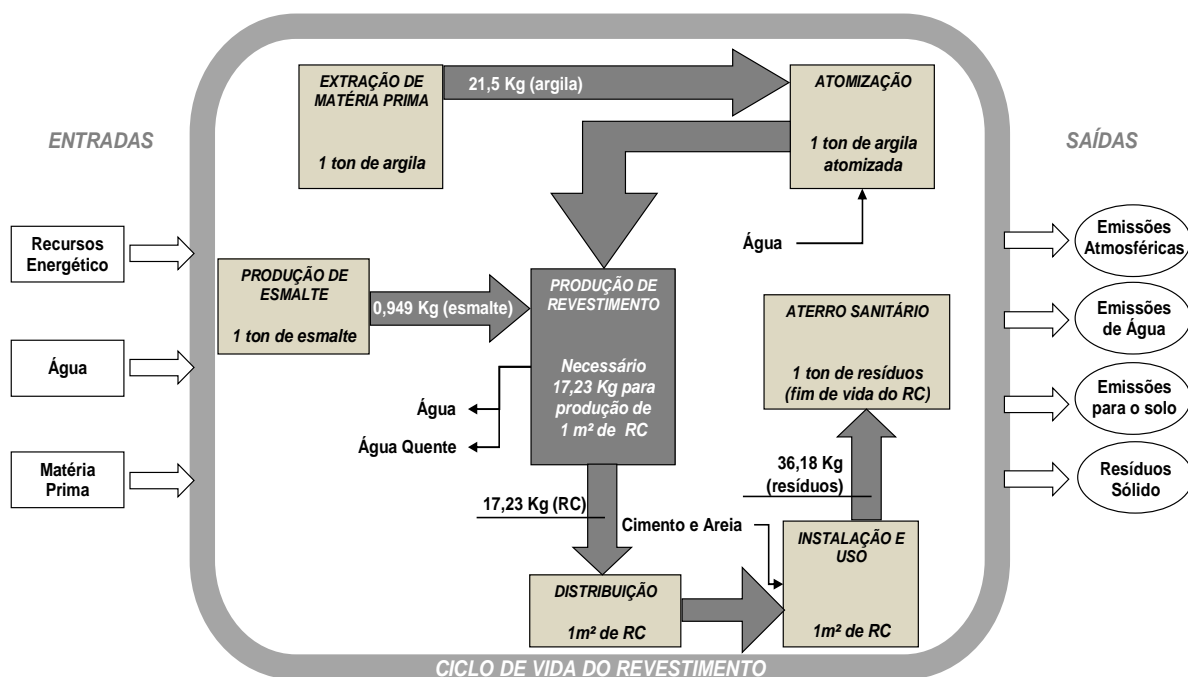 EXTRAÇÃO DE
MATÉRIA PRIMA
1 ton de argila
21,5 Kg (argila)
ATOMIZAÇÃO
1 ton de argila
atomizada
ENTRADAS
SAÍDAS
Água
Recursos
Energético
Água
Matéria
Prima
PRODUÇÃO DE
ESMALTE
1 ton de esmalte
0,949 Kg (esmalte)
PRODUÇÃO DE
REVESTIMENTO
Necessário
17,23 Kg para
produção de
1 m² de RC
Água
Água Quente
ATERRO SANITÁRIO
1 ton de resíduos
(fim de vida do RC)
36,18 Kg
(resíduos)
17,23 Kg (RC)
Cimento e Areia
INSTALAÇÃO E
USO
1m² de RC
DISTRIBUIÇÃO
1m² de RC
Emissões
Atmosféricas
Emissões
de Água
Emissões
para o solo
Resíduos
Sólido
CICLO DE VIDA DO REVESTIMENTO